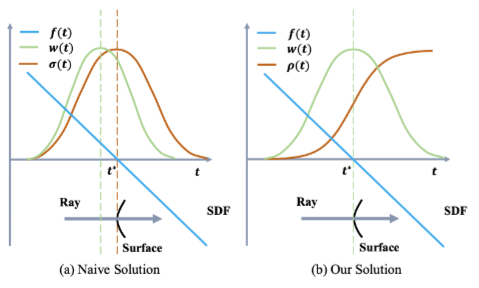 f(t)
w(t)
σ(t)
t*
t
Ray
SDF
Surface
(a) Naive Solution
f(t)
w(t)
ρ(t)
t*
t
Ray
SDF
Surface
(b) Our Solution